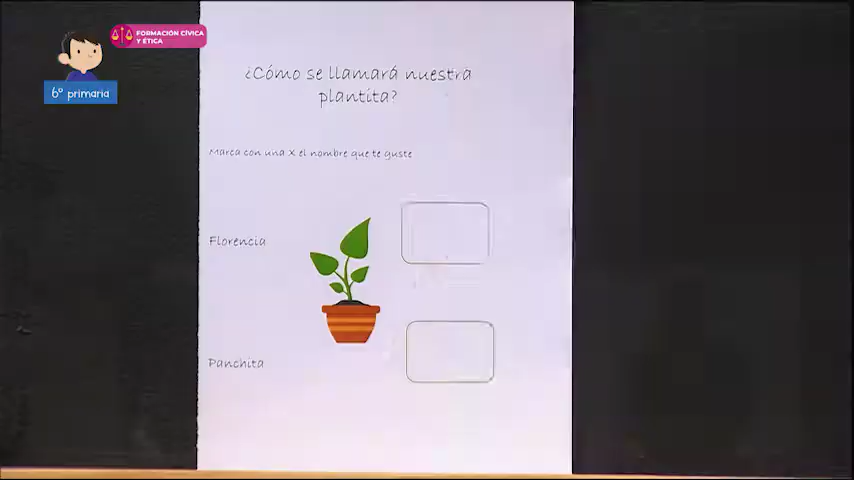 FORMACIÓN CÍVICA
Y ÉTICA
6° primaria
¿Cómo se llamará nuestra
plantita?
Marca con una X el nombre que te guste
Florencia
Panchita